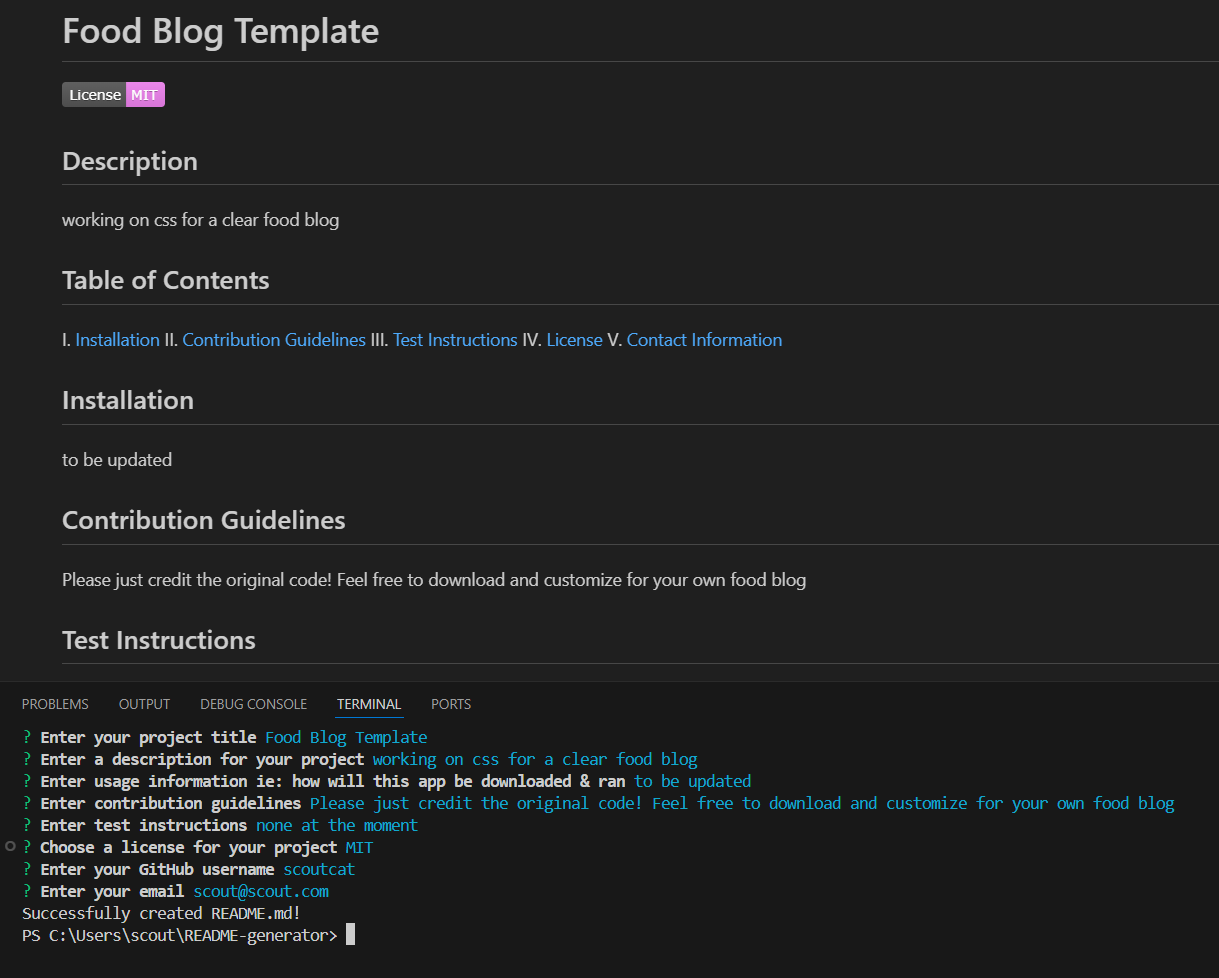 Food Blog Template
License MIT
Description
working on css for a clear food blog
Table of Contents
I. Installation II. Contribution Guidelines III. Test Instructions IV. License V. Contact Information
Installation
to be updated
Contribution Guidelines
Please just credit the original code! Feel free to download and customize for your own food blog
Test Instructions
PROBLEMS OUTPUT DEBUG CONSOLE TERMINAL PORTS
? Enter your project title Food Blog Template
? Enter a description for your project working on css for a clear food blog
? Enter usage information ie: how will this app be downloaded & ran to be updated
? Enter contribution guidelines Please just credit the original code! Feel free to download and customize for your own food blog
? Enter test instructions none at the moment
? Choose a license for your project MIT
? Enter your GitHub username scoutcat
? Enter your email scout@scout.com
Successfully created README.md!
PS C:\Users\scout\README-generator>